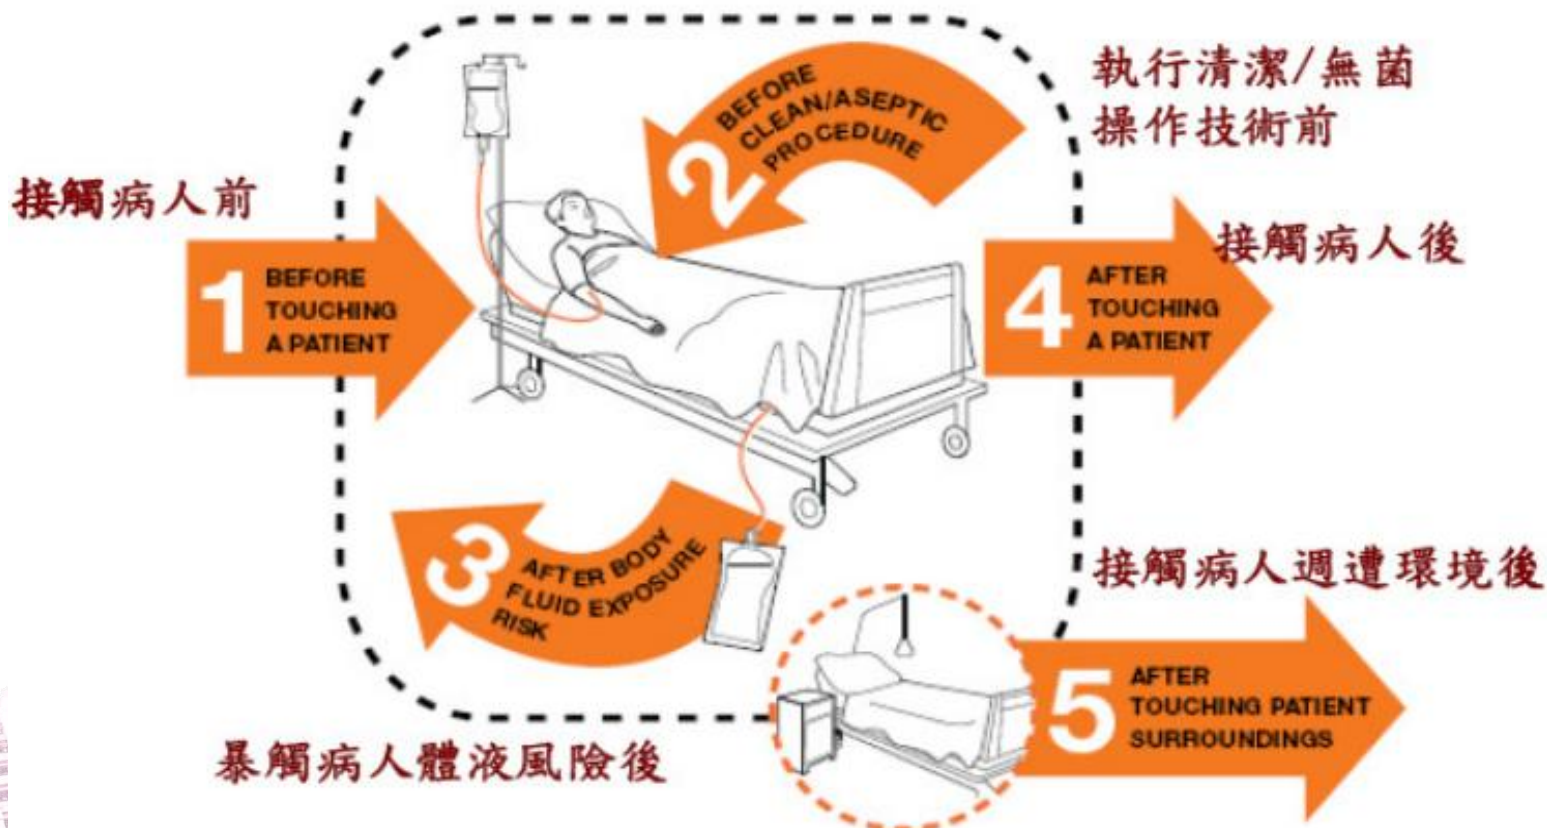 執行清潔/無菌
操作技術前
2 BEFORE
CLEAN/ASEPTIC
PROCEDURE
接觸病人前
1 BEFORE
TOUCHING
A PATIENT
接觸病人後
4 AFTER
TOUCHING
A PATIENT
3 AFTER BODY
FLUID EXPOSURE
RISK
暴觸病人體液風險後
接觸病人週遭環境後
5 AFTER
TOUCHING PATIENT
SURROUNDINGS